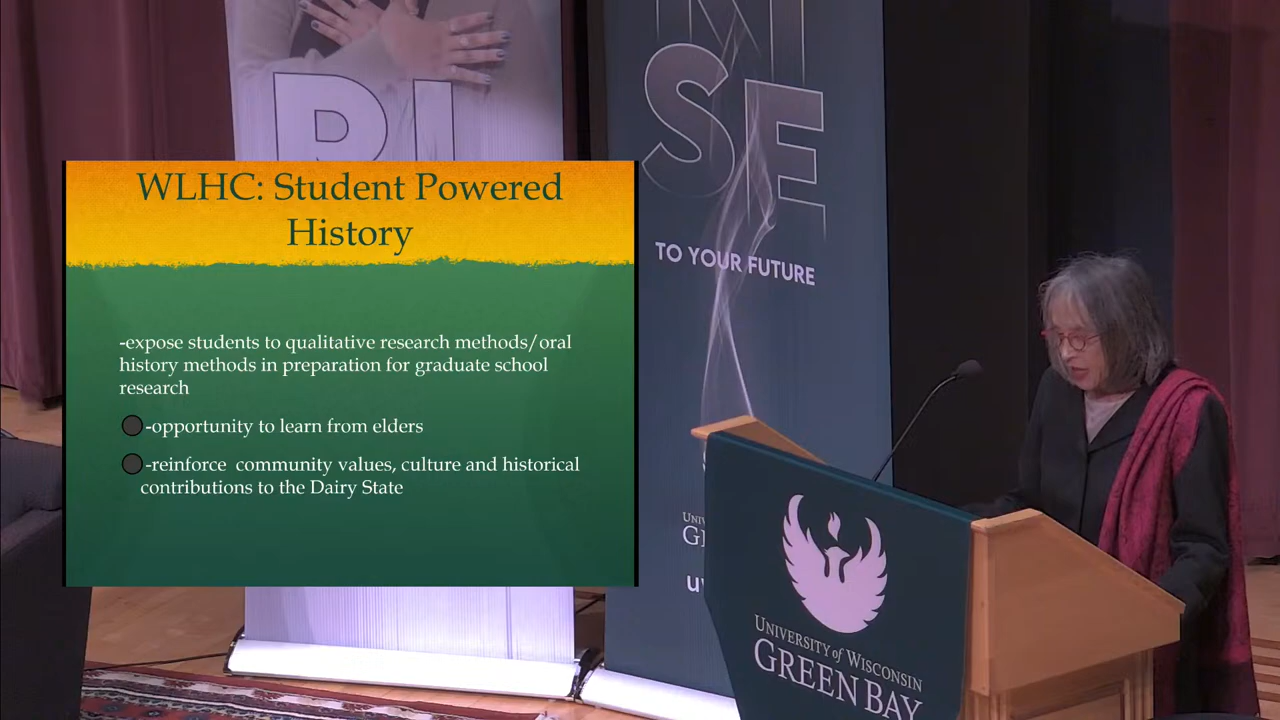 RI
SE
TO YOUR FUTURE
WLHC: Student Powered
History
-expose students to qualitative research methods/oral
history methods in preparation for graduate school
research
-opportunity to learn from elders
-reinforce  community values, culture and historical
contributions to the Dairy State
UNIVERSITY of WISCONSIN
GREEN BAY